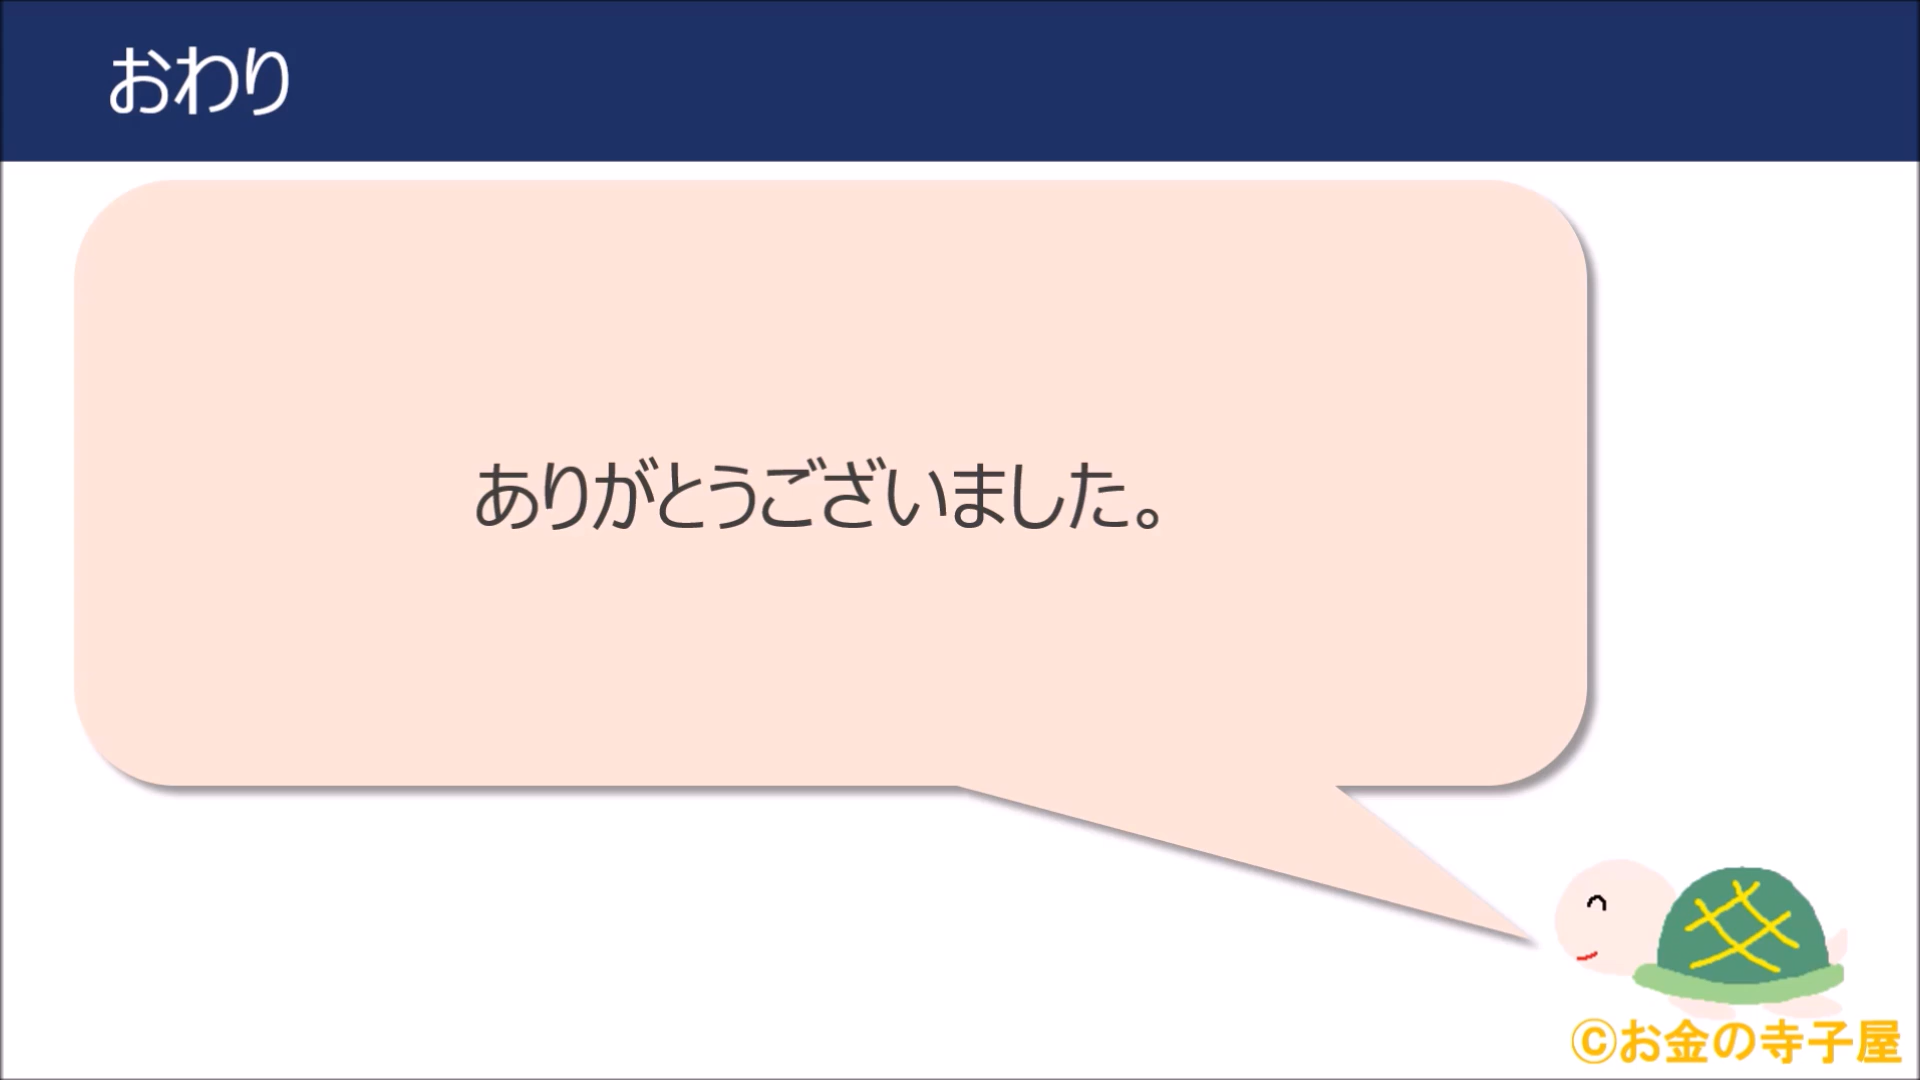 おわり
ありがとうございました。
©お金の寺子屋